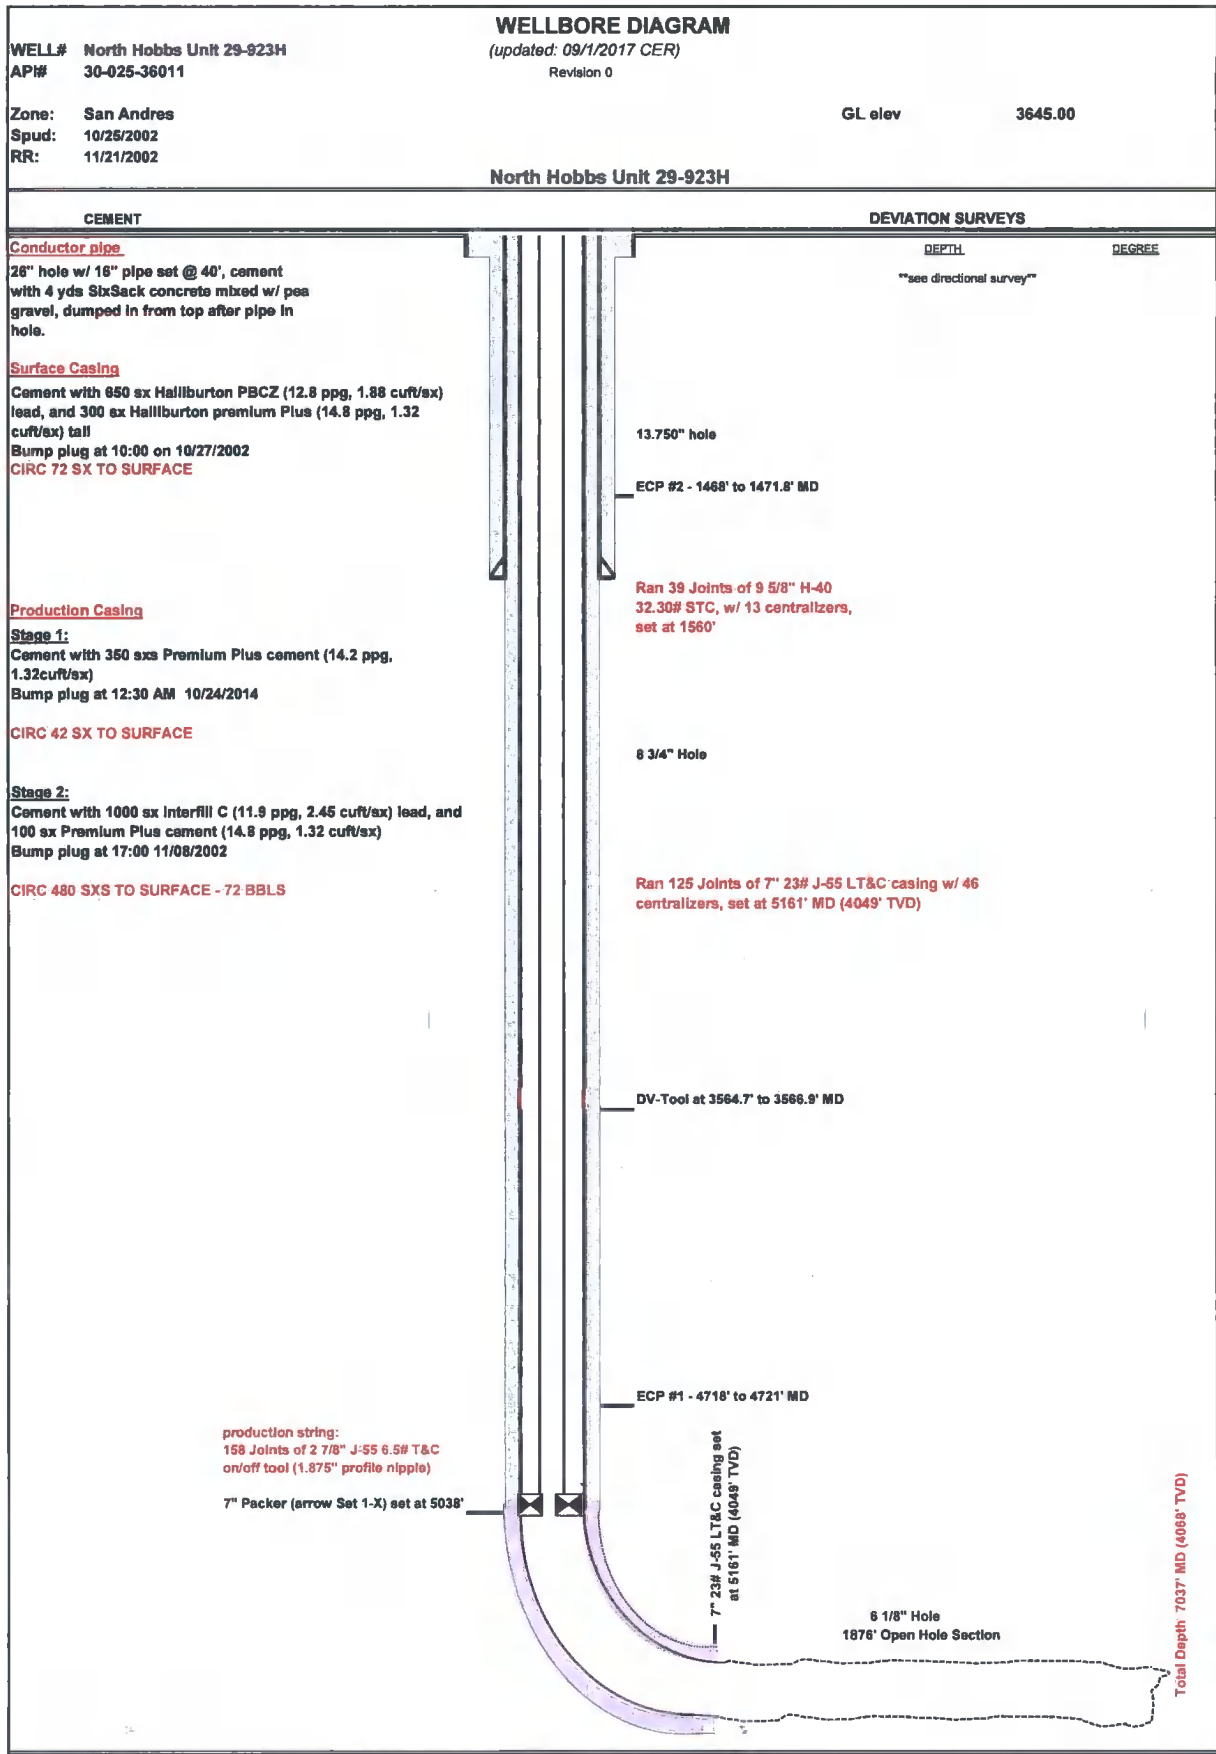 WELLBORE DIAGRAM
WELL# North Hobbs Unit 29-923H (updated: 09/1/2017 CER)
API# 30-025-36011 Revision 0
Zone: San Andres GL elev 3645.00
Spud: 10/25/2002
RR: 11/21/2002
North Hobbs Unit 29-923H
CEMENT DEVIATION SURVEYS
Conductor pipe
26" hole w/ 16" pipe set @ 40', cement
with 4 yds SixSack concrete mixed w/ pea
gravel, dumped in from top after pipe in
hole.
DEPTH DEGREE
**see directional survey**
Surface Casing
Cement with 650 sx Halliburton PBCZ (12.8 ppg, 1.88 cuft/sx)
lead, and 300 sx Halliburton premium Plus (14.8 ppg, 1.32
cuft/sx) tail
Bump plug at 10:00 on 10/27/2002
CIRC 72 SX TO SURFACE
13.750" hole
ECP #2 - 1468' to 1471.8' MD
Ran 39 Joints of 9 5/8" H-40
32.30# STC, w/ 13 centralizers,
set at 1560'
Production Casing
Stage 1:
Cement with 350 sxs Premium Plus cement (14.2 ppg,
1.32cuft/sx)
Bump plug at 12:30 AM 10/24/2014
CIRC 42 SX TO SURFACE
8 3/4" Hole
Stage 2:
Cement with 1000 sx Interfill C (11.9 ppg, 2.45 cuft/sx) lead, and
100 sx Premium Plus cement (14.8 ppg, 1.32 cuft/sx)
Bump plug at 17:00 11/08/2002
CIRC 480 SXS TO SURFACE - 72 BBLS
Ran 125 Joints of 7" 23# J-55 LT&C casing w/ 46
centralizers, set at 5161' MD (4049' TVD)
DV-Tool at 3564.7' to 3566.9' MD
ECP #1 - 4718' to 4721' MD
production string:
158 Joints of 2 7/8" J-55 6.5# T&C
on/off tool (1.875" profile nipple)
7" Packer (arrow Set 1-X) set at 5038'
7" 23# J-55 LT&C casing set
at 5161' MD (4049' TVD)
6 1/8" Hole
1876' Open Hole Section
Total Depth 7037' MD (4068' TVD)